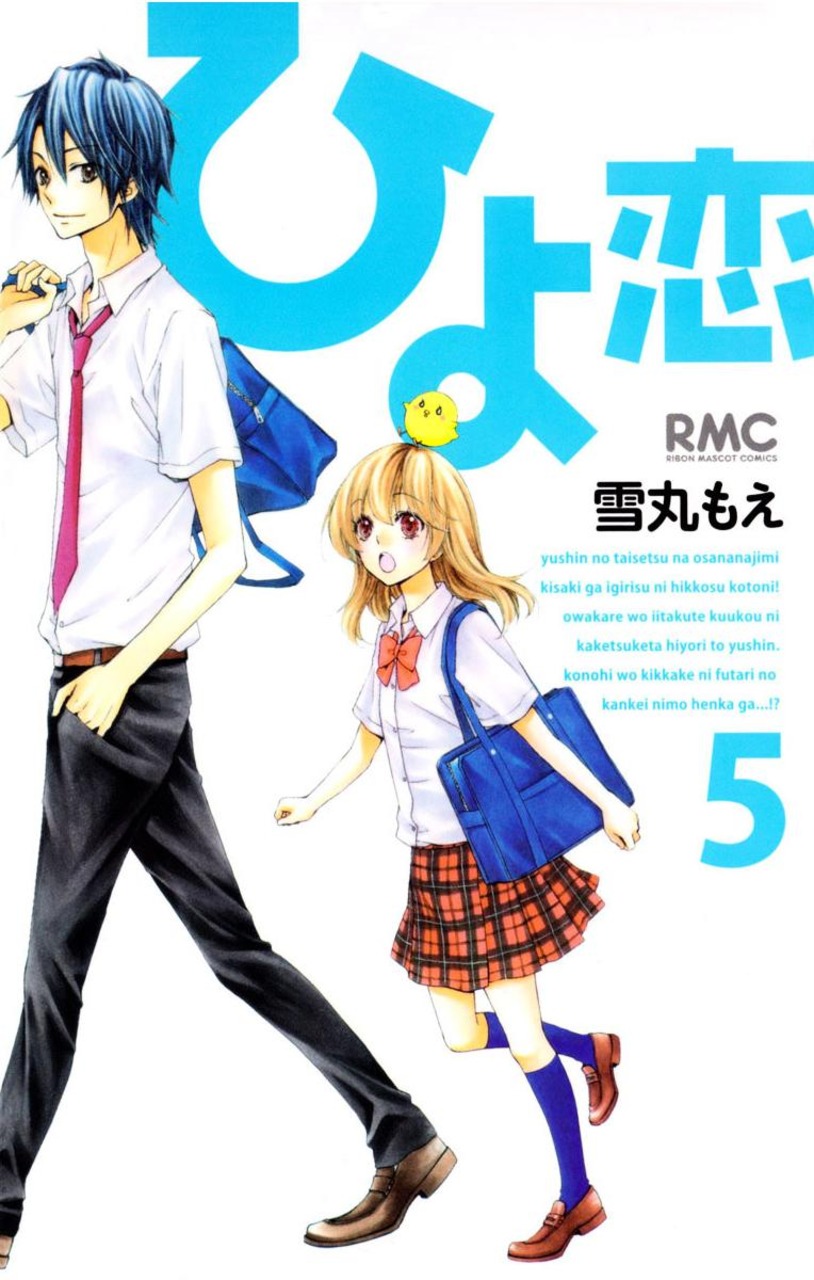 ひよ恋
RMC
RIBON MASCOT COMICS
雪丸もえ
yushin no taisetsu na osananajimi
kisaki ga igirisu ni hikkosu kotoni!
owakare wo iitakute kuukou ni
kaketsuketa hiyori to yushin.
konohi wo kikkake ni futari no
kankei nimo henka ga...!?
5